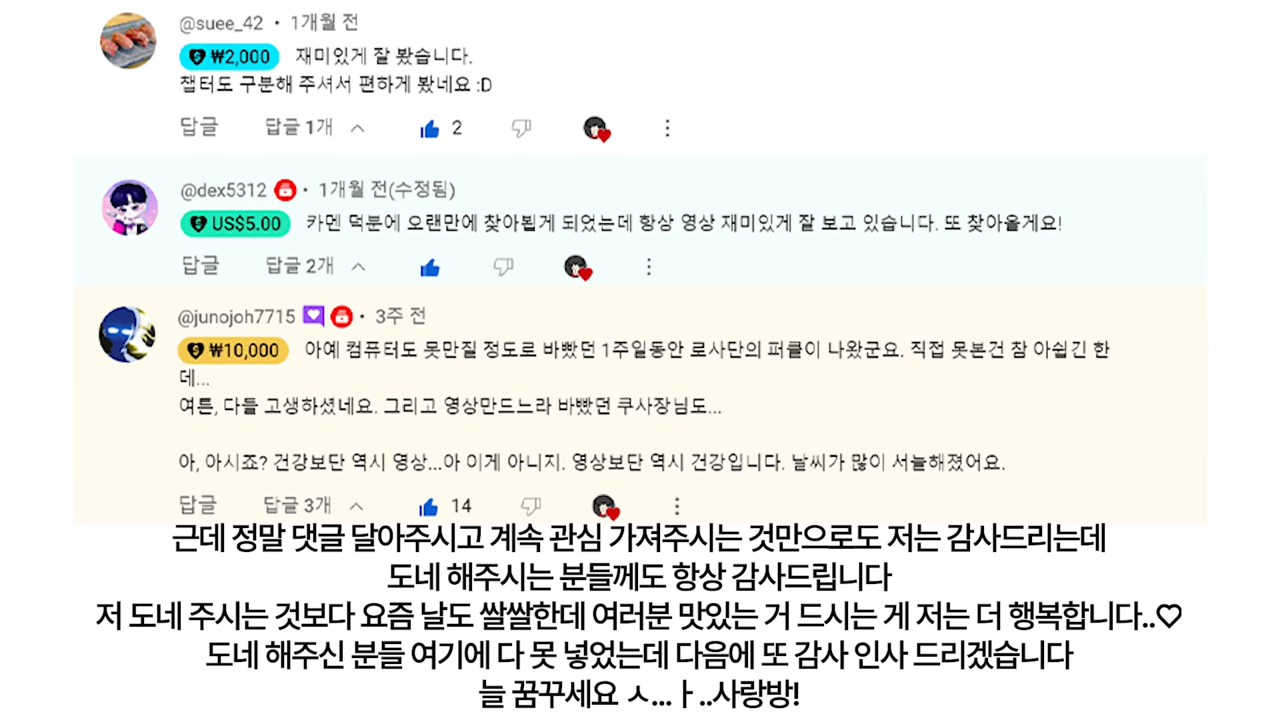 @suee_42 • 1개월 전
₩2,000 재미있게 잘 봤습니다.
챕터도 구분해 주셔서 편하게 봤네요 :D
답글 답글 1개 2
@dex5312 • 1개월 전(수정됨)
US$5.00 카멘 덕분에 오랜만에 찾아뵙게 되었는데 항상 영상 재미있게 잘 보고 있습니다. 또 찾아올게요!
답글 답글 2개
@junojoh7715 • 3주 전
₩10,000 아예 컴퓨터도 못만질 정도로 바빴던 1주일동안 로사단의 퍼클이 나왔군요. 직접 못본건 참 아쉽긴 한
데...
여튼, 다들 고생하셨네요. 그리고 영상만드느라 바빴던 쿠사장님도...
아, 아시죠? 건강보단 역시 영상...아 이게 아니지. 영상보단 역시 건강입니다. 날씨가 많이 서늘해졌어요.
답글 답글 3개 14
근데 정말 댓글 달아주시고 계속 관심 가져주시는 것만으로도 저는 감사드리는데
도네 해주시는 분들께도 항상 감사드립니다
저 도네 주시는 것보다 요즘 날도 쌀쌀한데 여러분 맛있는 거 드시는 게 저는 더 행복합니다..♡
도네 해주신 분들 여기에 다 못 넣었는데 다음에 또 감사 인사 드리겠습니다
늘 꿈꾸세요 ㅅ...ㅏ..사랑방!